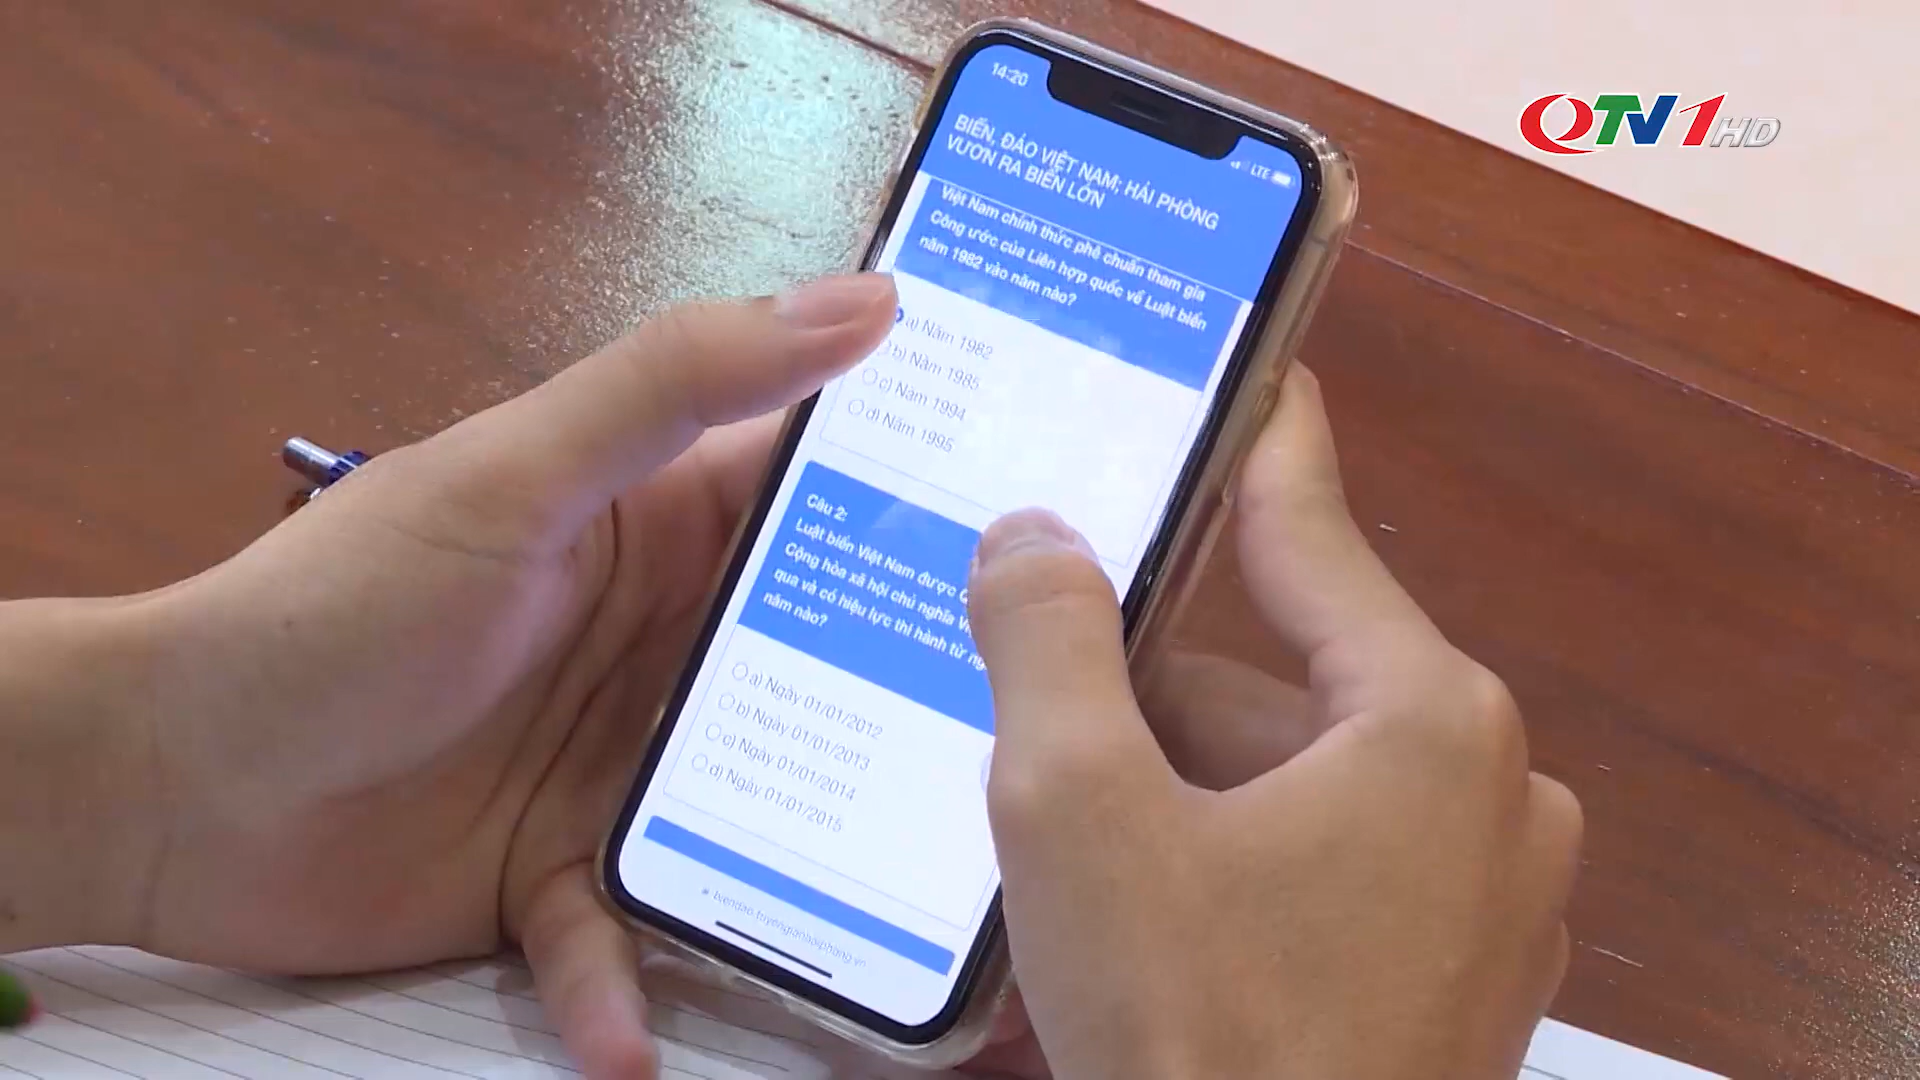 QTV1HD
14:20
LTE
BIỂN, ĐẢO VIỆT NAM; HẢI PHÒNG
VƯƠN RA BIỂN LỚN
Việt Nam chính thức phê chuẩn tham gia
Công ước của Liên hợp quốc về Luật biển
năm 1982 vào năm nào?
a) Năm 1982
b) Năm 1985
c) Năm 1994
d) Năm 1995
Câu 2:
Luật biển Việt Nam được
Cộng hòa xã hội chủ nghĩa
qua và có hiệu lực thi hành từ
năm nào?
a) Ngày 01/01/2012
b) Ngày 01/01/2013
c) Ngày 01/01/2014
d) Ngày 01/01/2015